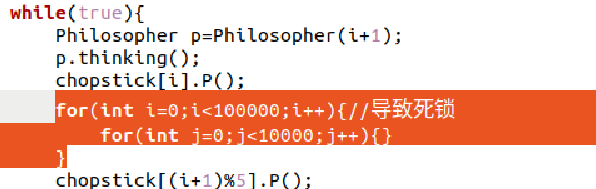 while(true){
Philosopher p=Philosopher(i+1);
p.thinking();
chopstick[i].P();
for(int i=0;i<100000;i++){//导致死锁
for(int j=0;j<10000;j++){}
}
chopstick[(i+1)%5].P();